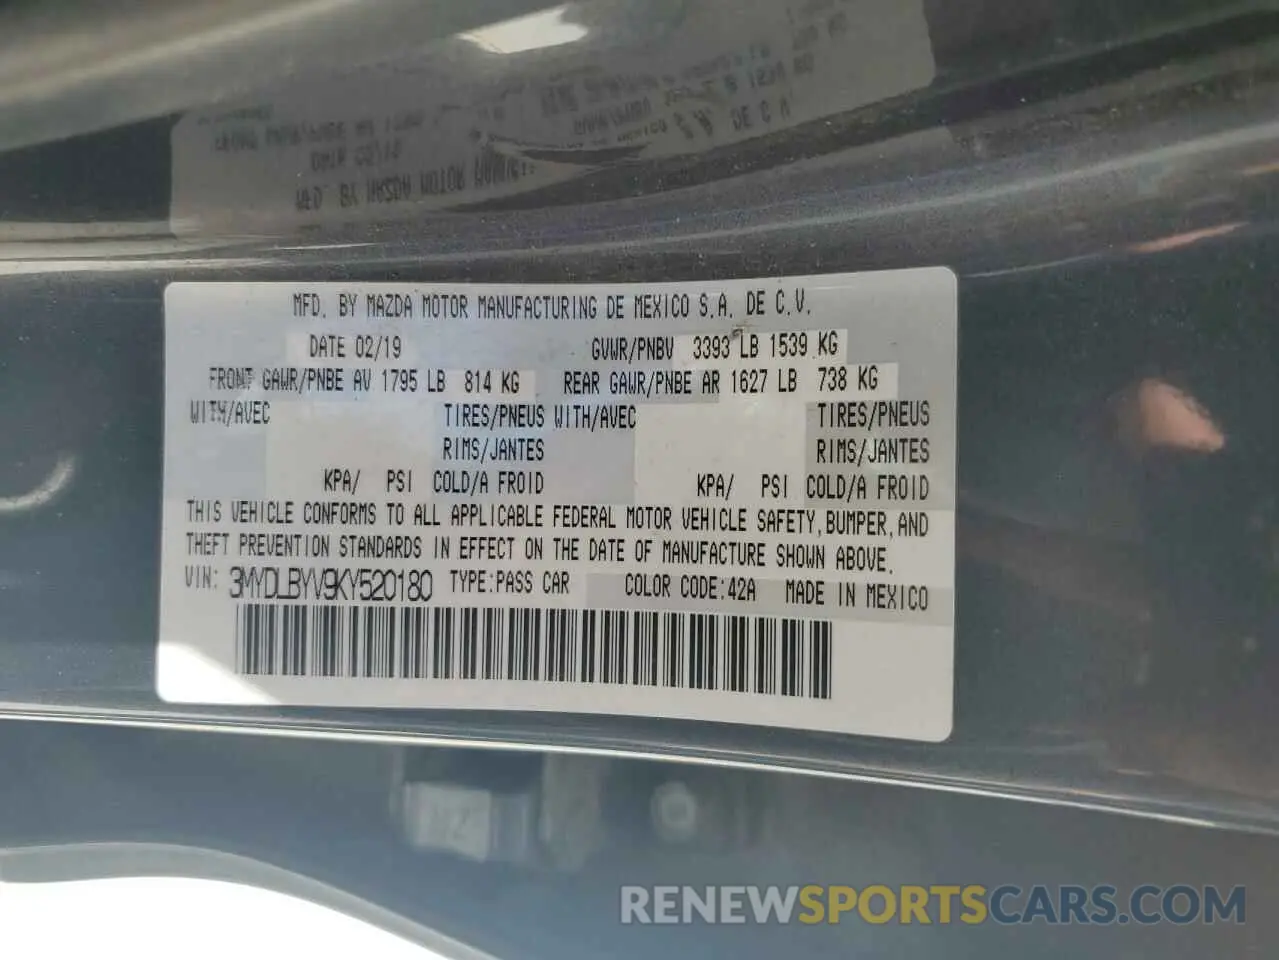 MFD. BY MAZDA MOTOR MANUFACTURING DE MEXICO S.A. DE C.V.
DATE 02/19 GVWR/PNBV 3393 LB 1539 KG
FRONT GAWR/PNBE AV 1795 LB 814 KG REAR GAWR/PNBE AR 1627 LB 738 KG
WITH/AVEC TIRES/PNEUS WITH/AVEC TIRES/PNEUS
RIMS/JANTES RIMS/JANTES
KPA/ PSI COLD/A FROID KPA/ PSI COLD/A FROID
THIS VEHICLE CONFORMS TO ALL APPLICABLE FEDERAL MOTOR VEHICLE SAFETY, BUMPER, AND
THEFT PREVENTION STANDARDS IN EFFECT ON THE DATE OF MANUFACTURE SHOWN ABOVE.
VIN: 3MYDLBYV9KY520180 TYPE:PASS CAR COLOR CODE:42A MADE IN MEXICO
RENEWSPORTSCARS.COM